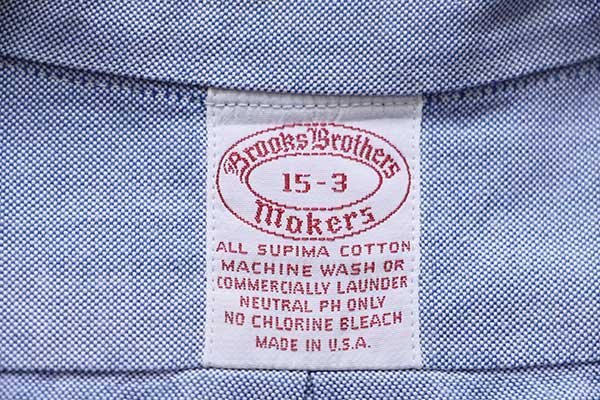 Brooks Brothers
15-3
Makers
ALL SUPIMA COTTON
MACHINE WASH OR
COMMERCIALLY LAUNDER
NEUTRAL PH ONLY
NO CHLORINE BLEACH
MADE IN U.S.A.